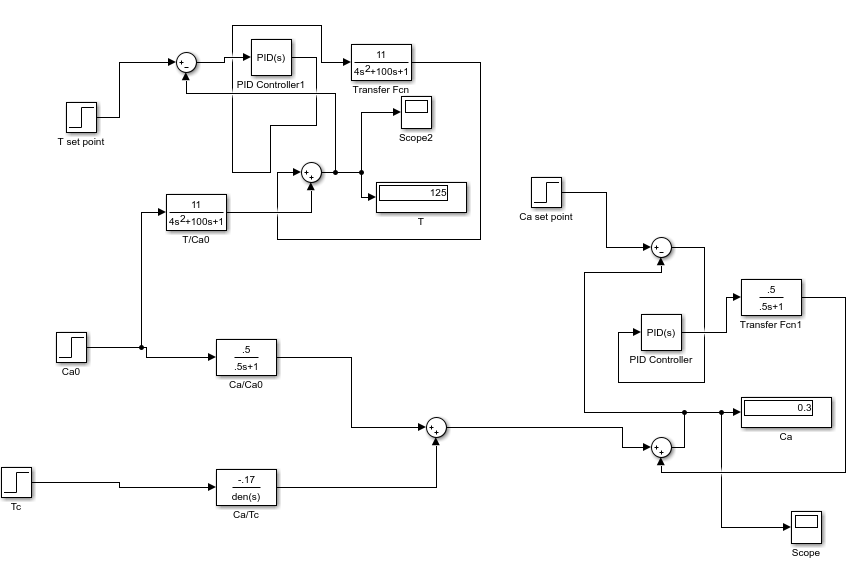 PID(s)
PID Controller1
11
4s2+100s+1
Transfer Fcn
T set point
Scope2
125
T
11
4s2+100s+1
T/Ca0
Ca set point
.5
.5s+1
Transfer Fcn1
PID(s)
PID Controller
Ca0
.5
.5s+1
Ca/Ca0
0.3
Ca
-.17
den(s)
Ca/Tc
Tc
Scope